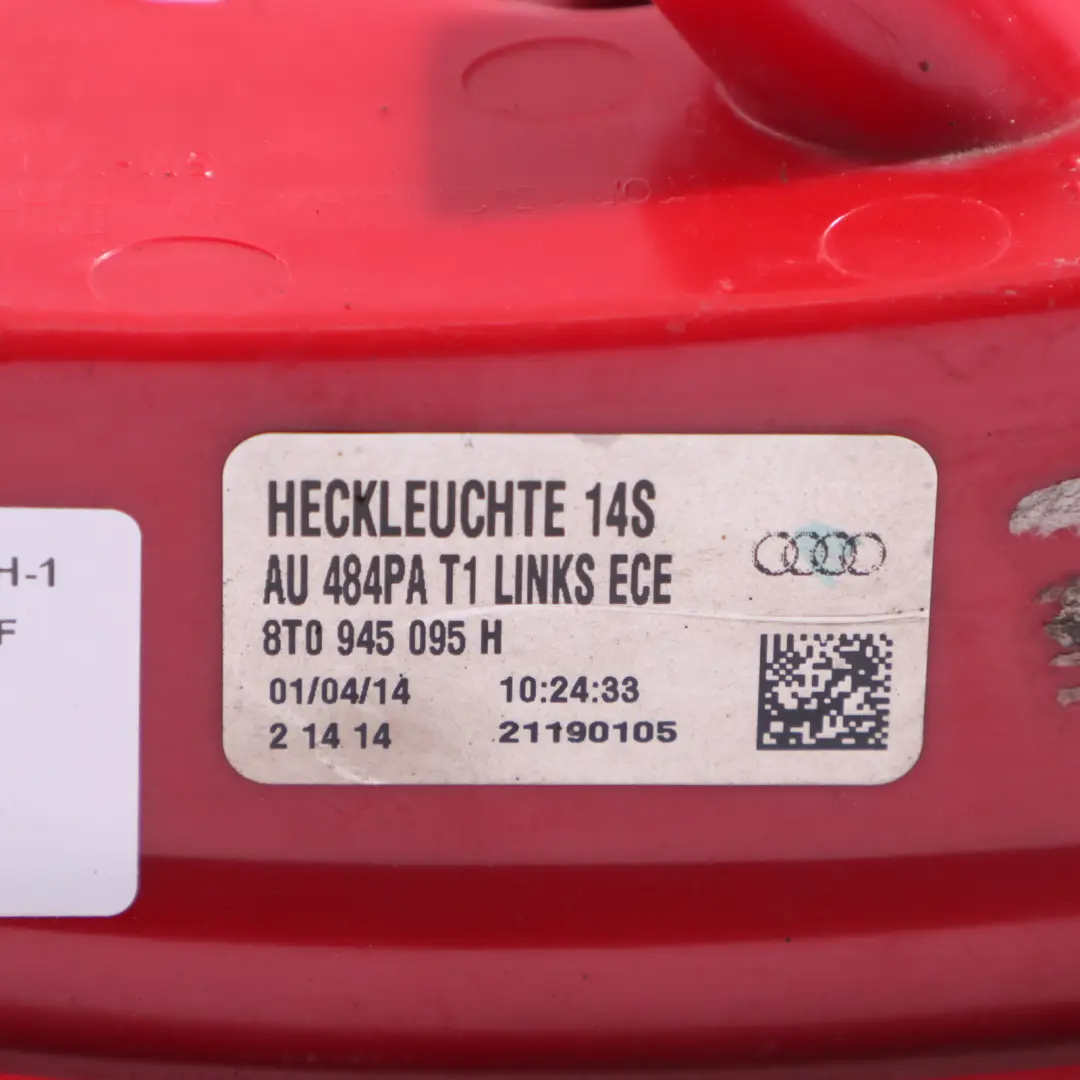 HECKLEUCHTE 14S
AU 484PA T1 LINKS ECE
8T0 945 095 H
01/04/14 10:24:33
2 14 14 21190105
H-1
F